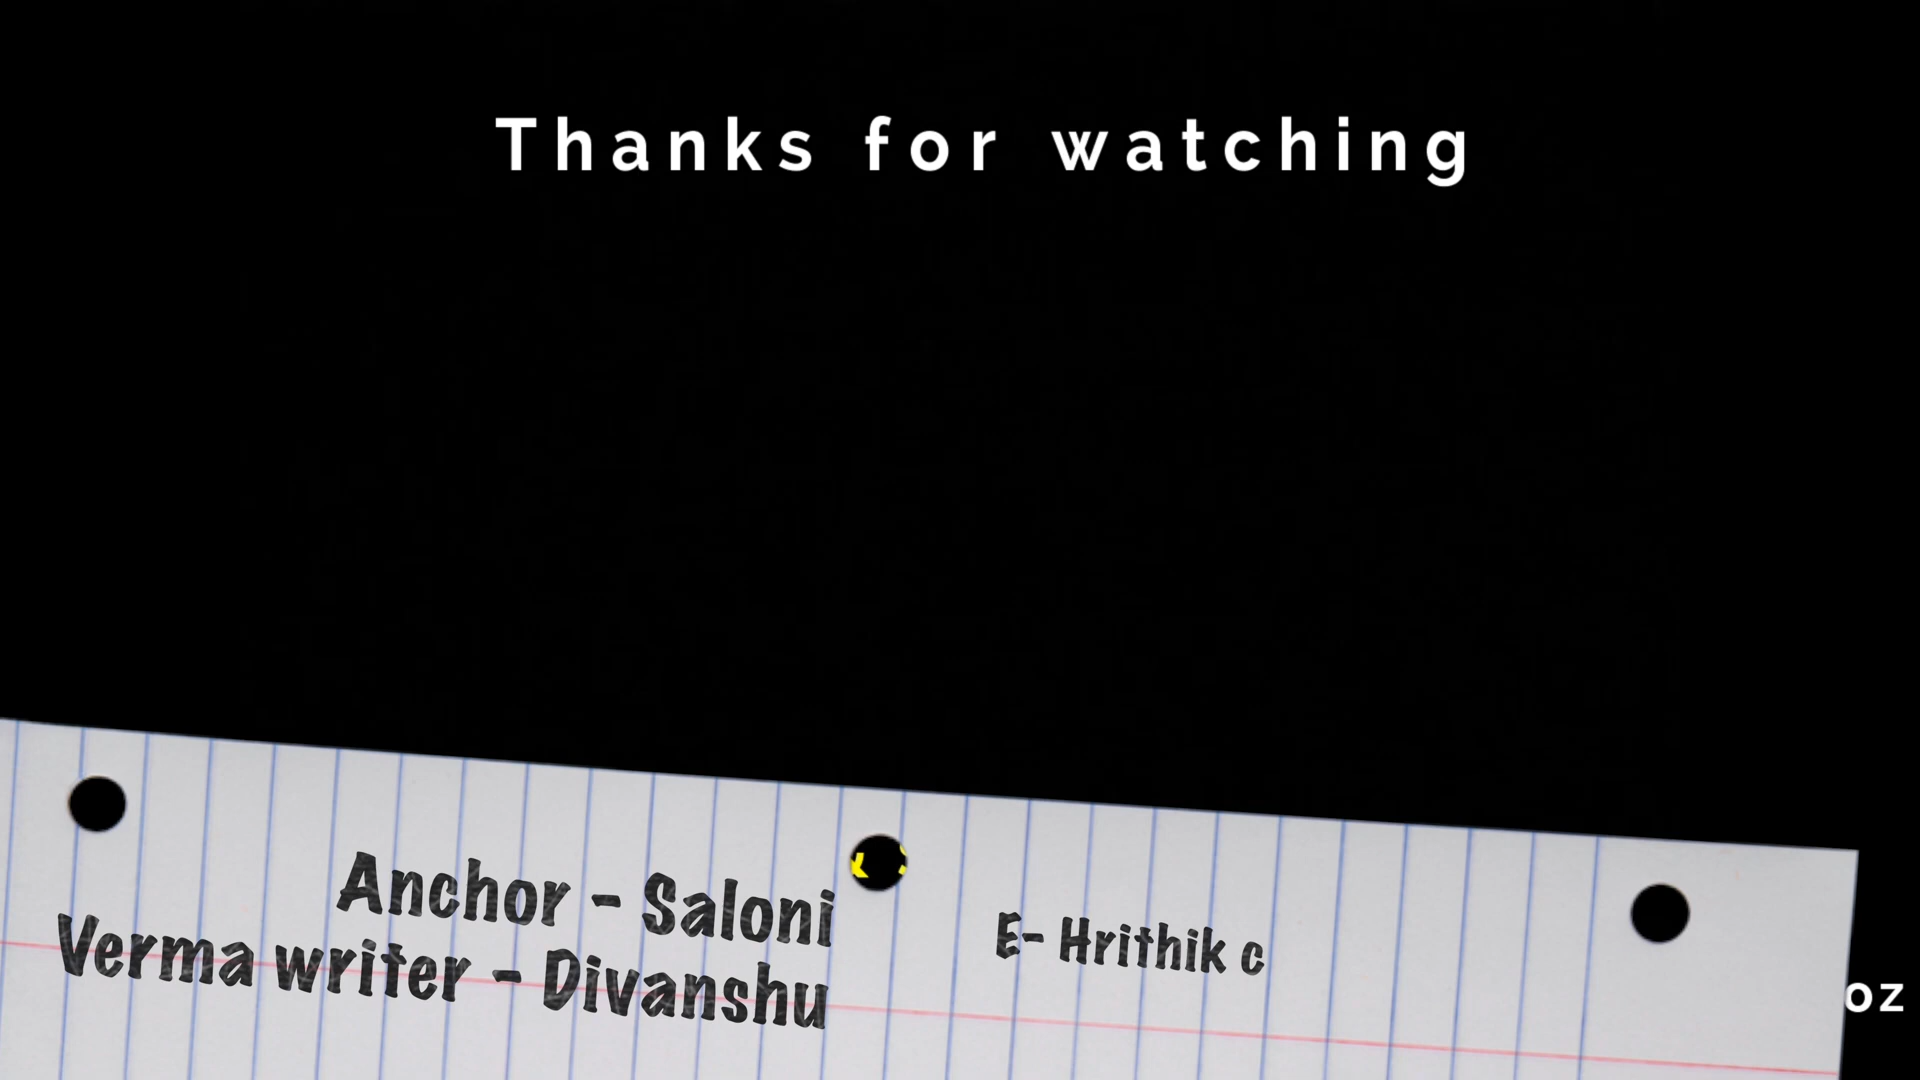 Thanks for watching
Anchor - Saloni
Verma writer - Divanshu
E- Hrithik c
oz